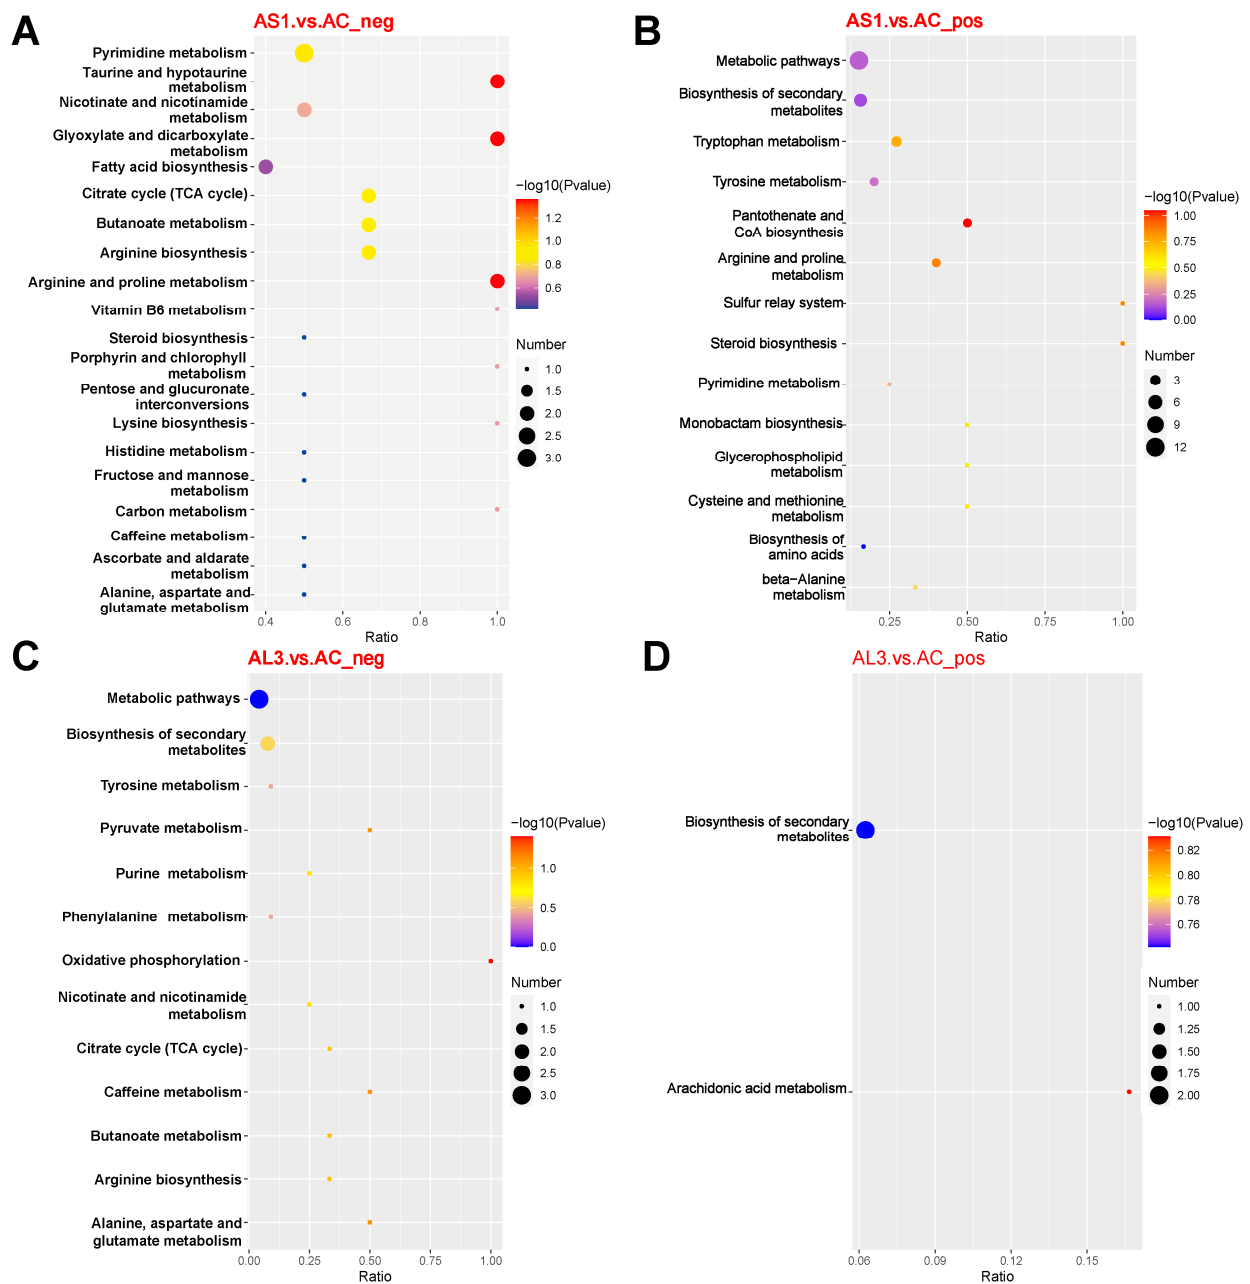 A
AS1.vs.AC_neg
Pyrimidine metabolism
Taurine and hypotaurine
metabolism
Nicotinate and nicotinamide
metabolism
Glyoxylate and dicarboxylate
metabolism
Fatty acid biosynthesis
Citrate cycle (TCA cycle)
Butanoate metabolism
Arginine biosynthesis
Arginine and proline metabolism
Vitamin B6 metabolism
Steroid biosynthesis
Porphyrin and chlorophyll
metabolism
Pentose and glucuronate
interconversions
Lysine biosynthesis
Histidine metabolism
Fructose and mannose
metabolism
Carbon metabolism
Caffeine metabolism
Ascorbate and aldarate
metabolism
Alanine, aspartate and
glutamate metabolism
0.4 0.6 0.8 1.0
Ratio
−log10(Pvalue)
1.2
1.0
0.8
0.6
Number
1.0
1.5
2.0
2.5
3.0
B
AS1.vs.AC_pos
Metabolic pathways
Biosynthesis of secondary
metabolites
Tryptophan metabolism
Tyrosine metabolism
Pantothenate and
CoA biosynthesis
Arginine and proline
metabolism
Sulfur relay system
Steroid biosynthesis
Pyrimidine metabolism
Monobactam biosynthesis
Glycerophospholipid
metabolism
Cysteine and methionine
metabolism
Biosynthesis of
amino acids
beta−Alanine
metabolism
0.25 0.50 0.75 1.00
Ratio
−log10(Pvalue)
1.00
0.75
0.50
0.25
0.00
Number
3
6
9
12
C
AL3.vs.AC_neg
Metabolic pathways
Biosynthesis of secondary
metabolites
Tyrosine metabolism
Pyruvate metabolism
Purine metabolism
Phenylalanine metabolism
Oxidative phosphorylation
Nicotinate and nicotinamide
metabolism
Citrate cycle (TCA cycle)
Caffeine metabolism
Butanoate metabolism
Arginine biosynthesis
Alanine, aspartate and
glutamate metabolism
0.00 0.25 0.50 0.75 1.00
Ratio
−log10(Pvalue)
1.0
0.5
0.0
Number
1.0
1.5
2.0
2.5
3.0
D
AL3.vs.AC_pos
Biosynthesis of secondary
metabolites
Arachidonic acid metabolism
0.06 0.09 0.12 0.15
Ratio
−log10(Pvalue)
0.82
0.80
0.78
0.76
Number
1.00
1.25
1.50
1.75
2.00